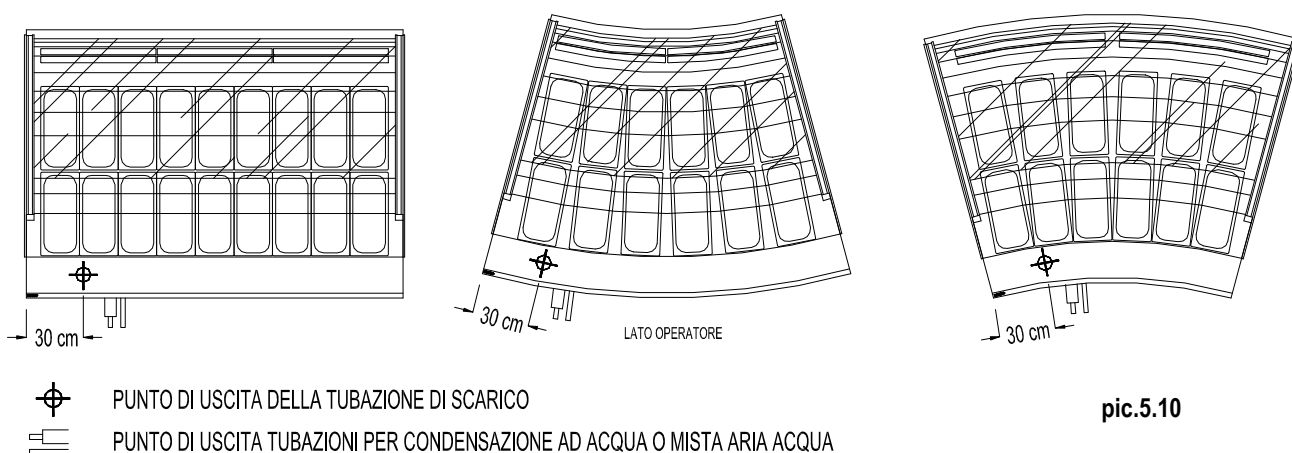 30 cm
30 cm
LATO OPERATORE
30 cm
PUNTO DI USCITA DELLA TUBAZIONE DI SCARICO
pic.5.10
PUNTO DI USCITA TUBAZIONI PER CONDENSAZIONE AD ACQUA O MISTA ARIA ACQUA